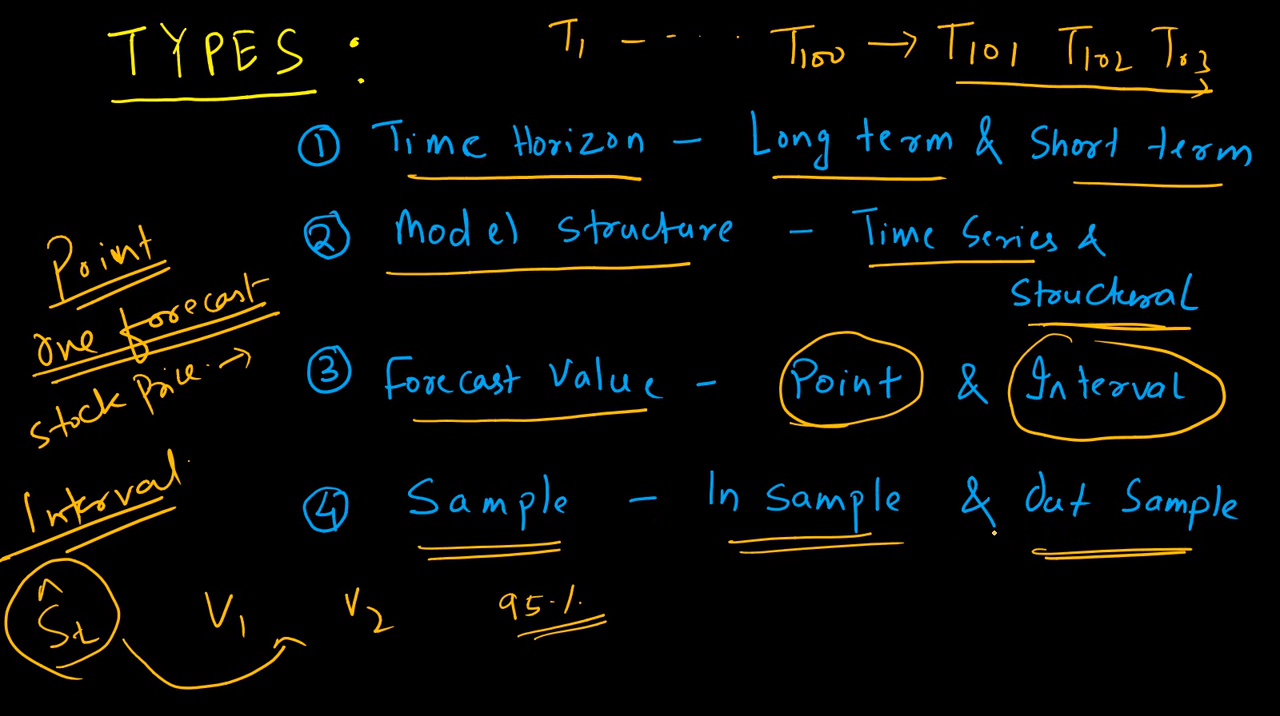 TYPES :
T1 - - - . . . T100 → T101 T102 T103
① Time Horizon - Long term & Short term
② Model Structure - Time Series &
Structural
③ Forecast Value - Point & Interval
④ Sample - In Sample & Out Sample
Point
one forecast
Stock Price. →
Interval
Ŝt V1 V2 95%